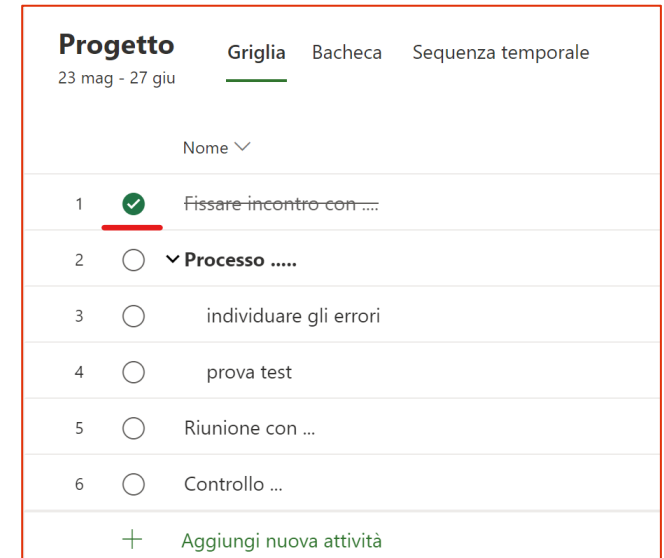 Progetto
Griglia Bacheca Sequenza temporale
23 mag - 27 giu
Nome
1 Fissare incontro con ....
2 Processo .....
3 individuare gli errori
4 prova test
5 Riunione con ...
6 Controllo ...
Aggiungi nuova attività